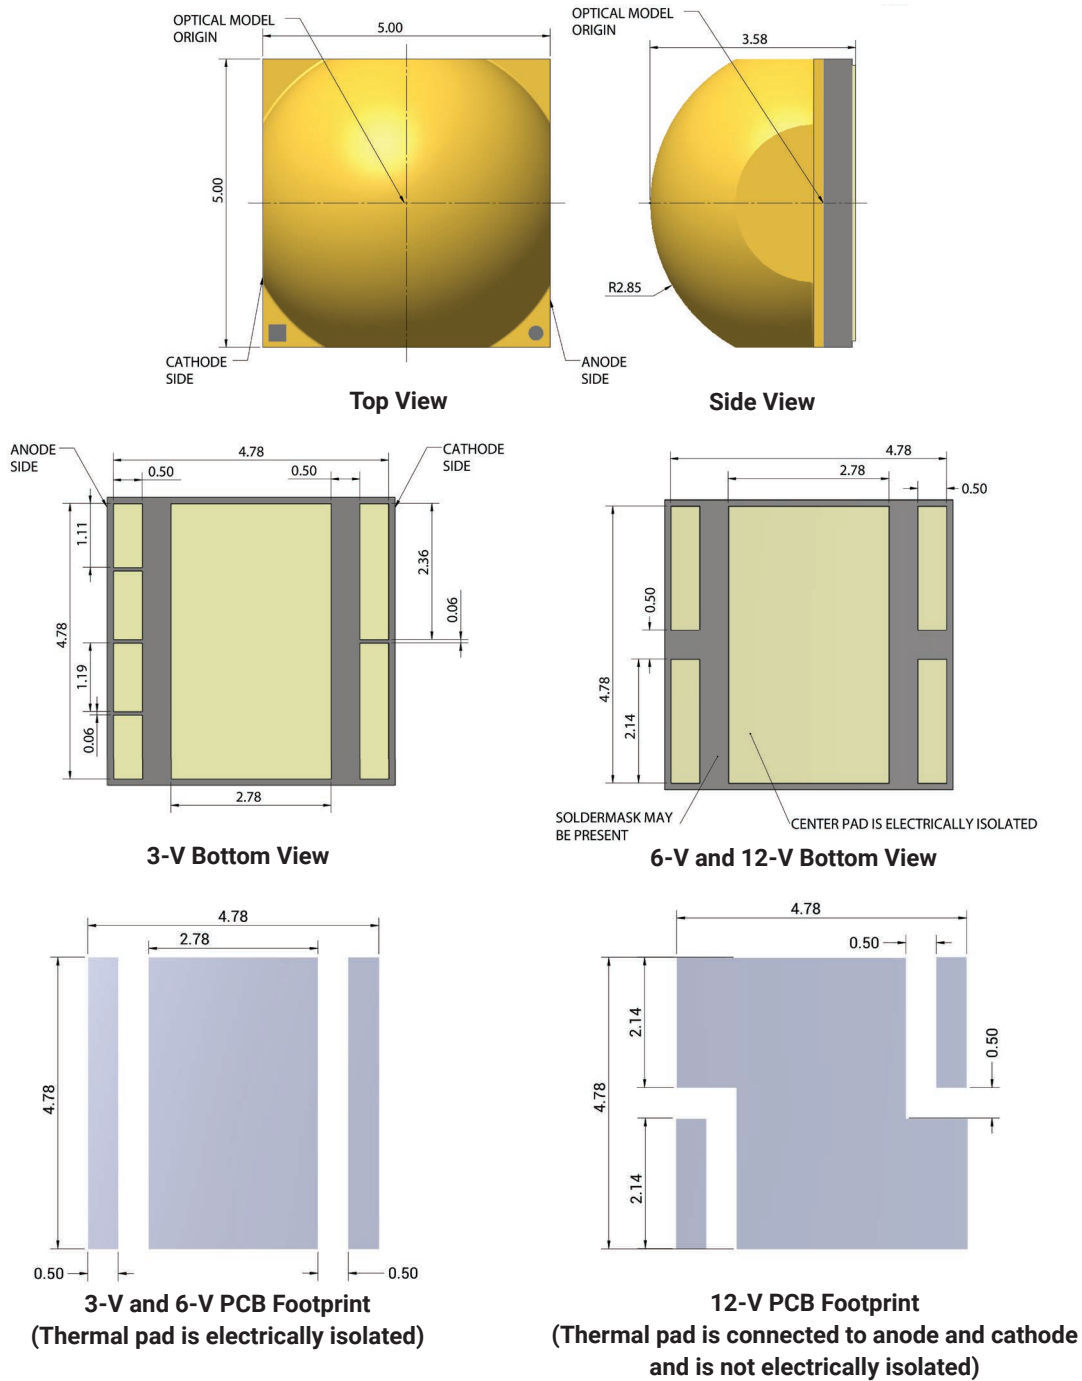 OPTICAL MODEL
ORIGIN
5.00
5.00
CATHODE
SIDE
ANODE
SIDE
Top View
OPTICAL MODEL
ORIGIN
3.58
R2.85
Side View
ANODE
SIDE
4.78
CATHODE
SIDE
0.50
0.50
1.11
2.36
0.06
4.78
1.19
0.06
2.78
3-V Bottom View
4.78
2.78
0.50
0.50
4.78
2.14
SOLDERMASK MAY
BE PRESENT
CENTER PAD IS ELECTRICALLY ISOLATED
6-V and 12-V Bottom View
4.78
2.78
4.78
0.50
0.50
3-V and 6-V PCB Footprint
(Thermal pad is electrically isolated)
4.78
0.50
2.14
0.50
4.78
2.14
12-V PCB Footprint
(Thermal pad is connected to anode and cathode
and is not electrically isolated)